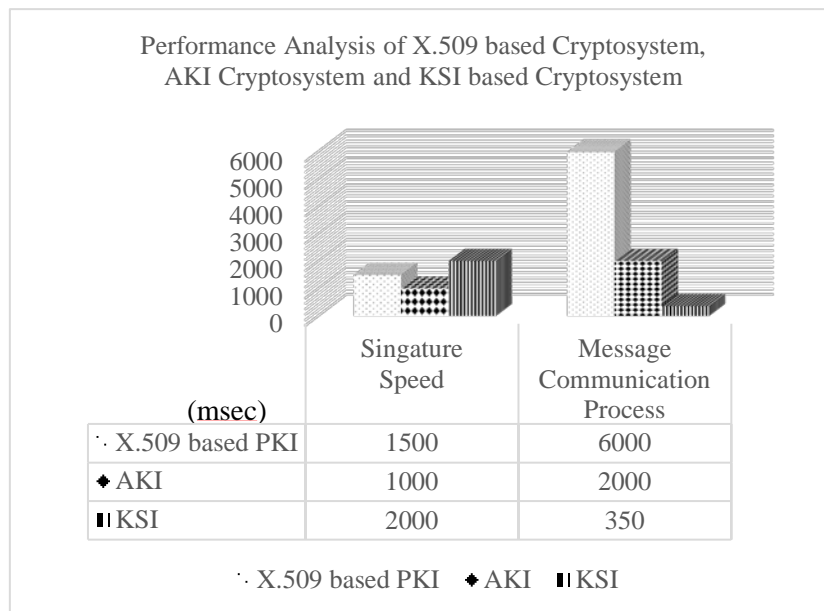 Performance Analysis of X.509 based Cryptosystem,
AKI Cryptosystem and KSI based Cryptosystem
6000
5000
4000
3000
2000
1000
0
Singature
Speed
Message
Communication
Process
(msec)
X.509 based PKI 1500 6000
AKI 1000 2000
KSI 2000 350
X.509 based PKI AKI KSI